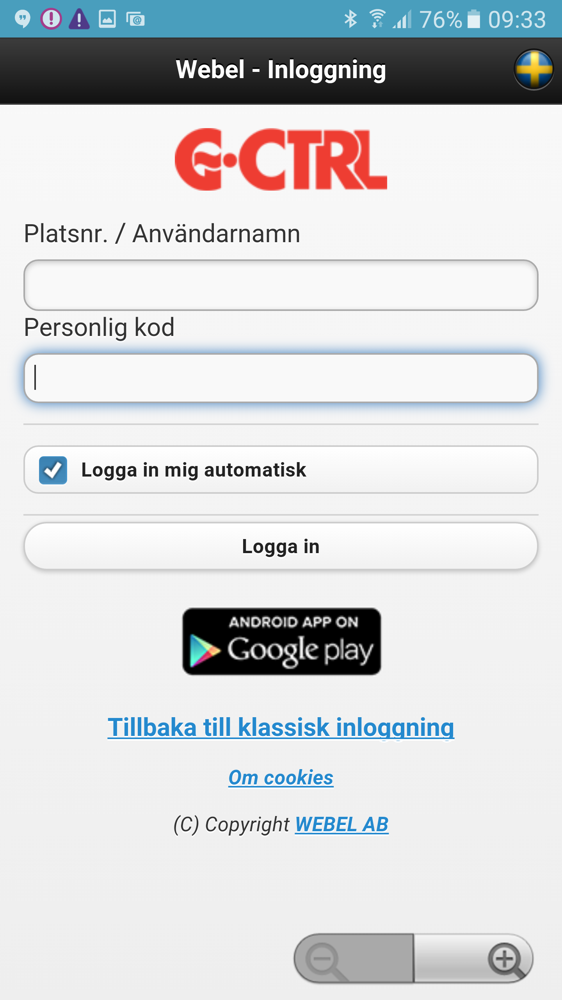 76% 09:33
Webel - Inloggning
G·CTRL
Platsnr. / Användarnamn
Personlig kod
Logga in mig automatisk
Logga in
ANDROID APP ON
Google play
Tillbaka till klassisk inloggning
Om cookies
(C) Copyright WEBEL AB